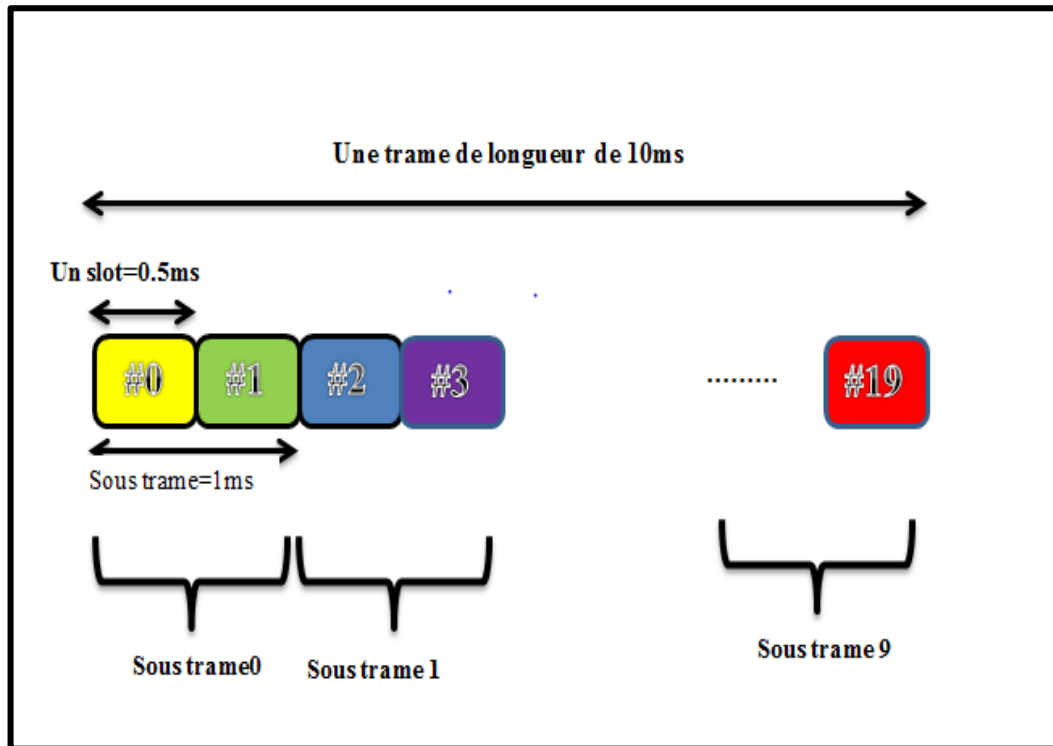 Une trame de longueur de 10ms
Un slot=0.5ms
#0 #1 #2 #3 ......... #19
Sous trame=1ms
Sous trame0 Sous trame 1 Sous trame 9